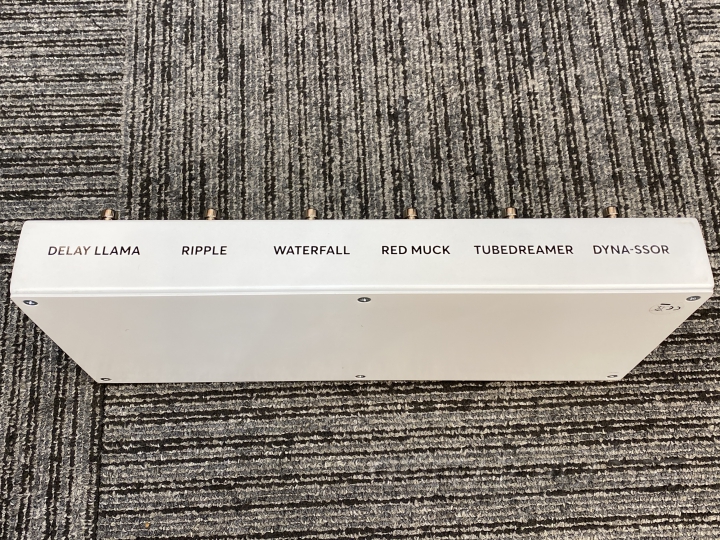 DELAY LLAMA RIPPLE WATERFALL RED MUCK TUBEDREAMER DYNA-SSOR